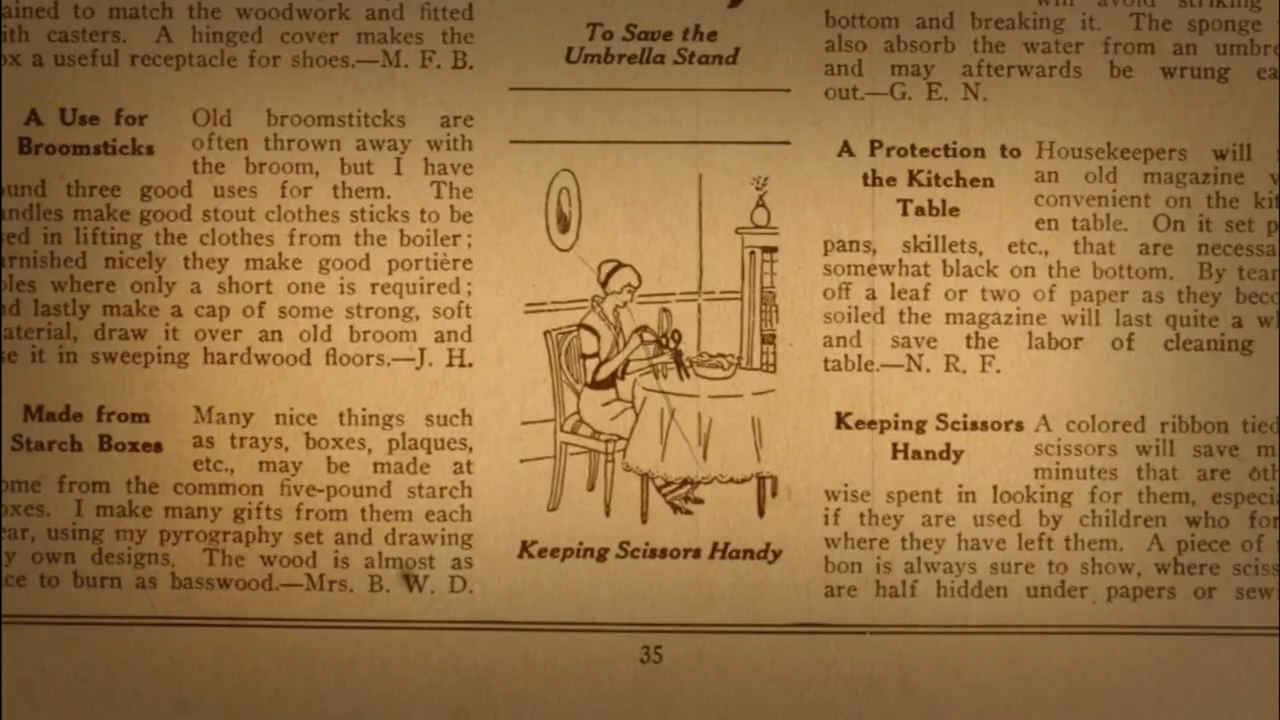 ained to match the woodwork and fitted
ith casters. A hinged cover makes the
ox a useful receptacle for shoes.—M. F. B.
A Use for
Broomsticks
Old broomstitcks are
often thrown away with
the broom, but I have
und three good uses for them. The
ndles make good stout clothes sticks to be
ed in lifting the clothes from the boiler;
rnished nicely they make good portière
les where only a short one is required;
d lastly make a cap of some strong, soft
aterial, draw it over an old broom and
e it in sweeping hardwood floors.—J. H.
Made from
Starch Boxes
Many nice things such
as trays, boxes, plaques,
etc., may be made at
ome from the common five-pound starch
oxes. I make many gifts from them each
ear, using my pyrography set and drawing
y own designs. The wood is almost as
ce to burn as basswood.—Mrs. B. W. D.
To Save the
Umbrella Stand
Keeping Scissors Handy
will avoid striking
bottom and breaking it. The sponge
also absorb the water from an umbre
and may afterwards be wrung ea
out.—G. E. N.
A Protection to
the Kitchen
Table
Housekeepers will
an old magazine v
convenient on the kit
en table. On it set p
pans, skillets, etc., that are necessa
somewhat black on the bottom. By tear
off a leaf or two of paper as they beco
soiled the magazine will last quite a w
and save the labor of cleaning
table.—N. R. F.
Keeping Scissors
Handy
A colored ribbon tied
scissors will save m
minutes that are oth
wise spent in looking for them, especi
if they are used by children who for
where they have left them. A piece of
bon is always sure to show, where sciss
are half hidden under papers or sew
35